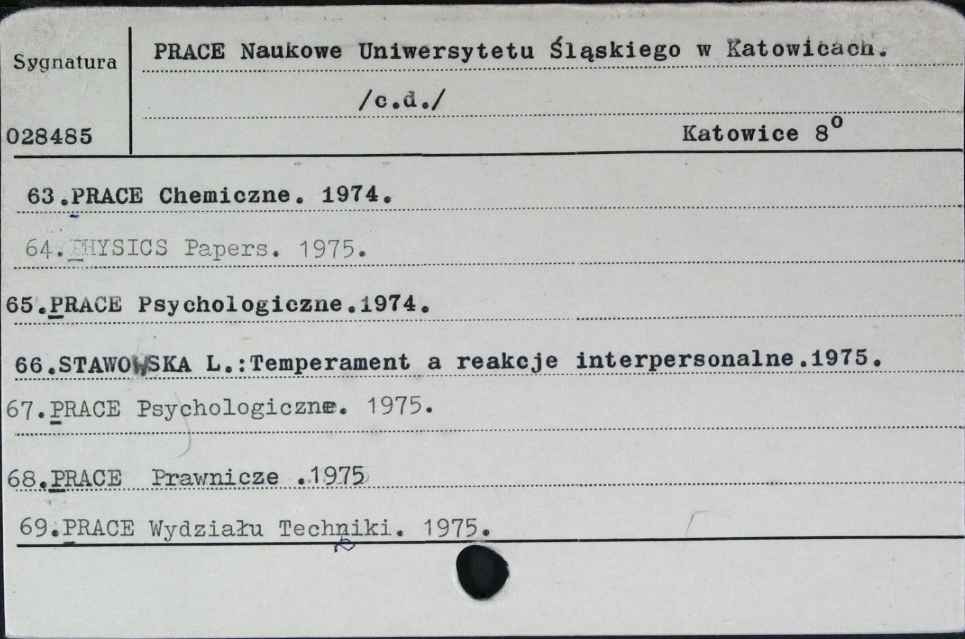 Sygnatura
PRACE Naukowe Uniwersytetu Śląskiego w Katowicach.
/c.d./
028485
Katowice 8º
63.PRACE Chemiczne. 1974.
64.PHYSICS Papers. 1975.
65.PRACE Psychologiczne.1974.
66.STAWOWSKA L.:Temperament a reakcje interpersonalne.1975.
67.PRACE Psychologiczne. 1975.
68.PRACE Prawnicze .1975
69.PRACE Wydziału Techniki. 1975.